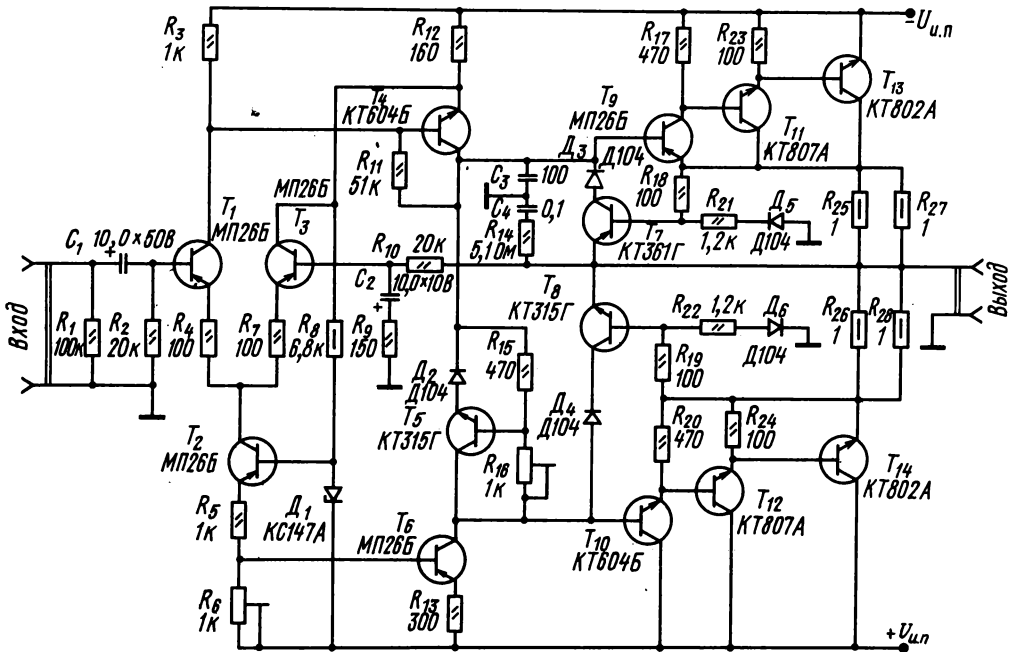 R3
1к
R12
160
R17
470
R23
100
−Uи.п
T4
КТ604Б
T9
МП26Б
T13
КТ802А
T11
КТ807А
R11
51к
Д3
Д104
C3
100
R18
100
МП26Б
T1
МП26Б
T3
C4
0,1
R21
1,2к
Д5
Д104
R25
1
R27
1
C1
10,0×50В
+
R14
5,1 Ом
T7
КТ361Г
R10
20к
Вход
R1
100к
R2
20к
R4
100
R7
100
R8
6,8к
C2
10,0×10В
+
R9
150
T8
КТ315Г
R22
1,2к
Д6
Д104
R26
1
R28
1
Выход
R15
470
R19
100
Д2
Д104
T5
КТ315Г
Д4
Д104
R20
470
R24
100
T2
МП26Б
R16
1к
T14
КТ802А
T12
КТ807А
R5
1к
Д1
КС147А
T6
МП26Б
T10
КТ604Б
R6
1к
R13
300
+Uи.п